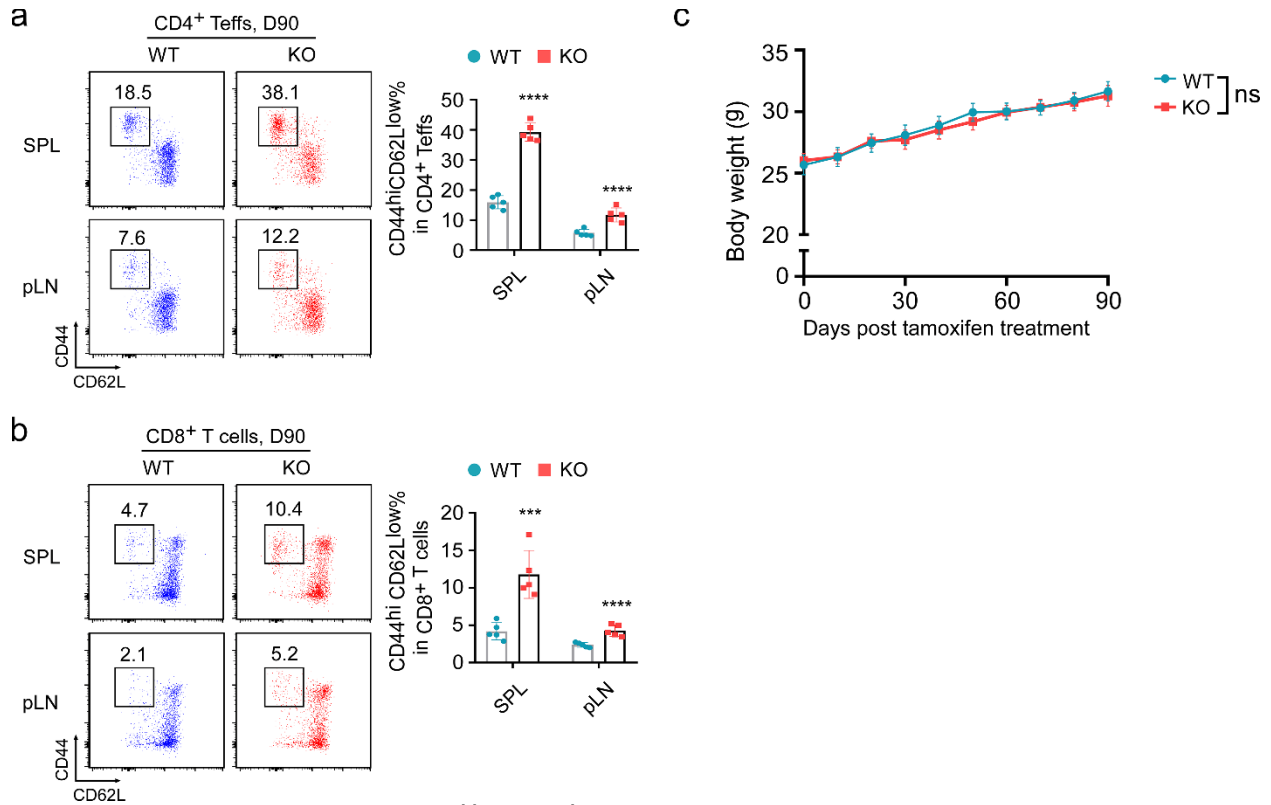 a
CD4+ Teffs, D90
WT KO
SPL
18.5 38.1
pLN
7.6 12.2
CD44
CD62L
WT KO
CD44hiCD62Llow%
in CD4+ Teffs
50
40
30
20
10
0
****
****
SPL pLN
c
Body weight (g)
35
30
25
20
0
0 30 60 90
Days post tamoxifen treatment
WT
KO
ns
b
CD8+ T cells, D90
WT KO
SPL
4.7 10.4
pLN
2.1 5.2
CD44
CD62L
WT KO
CD44hi CD62Llow%
in CD8+ T cells
20
15
10
5
0
***
****
SPL pLN